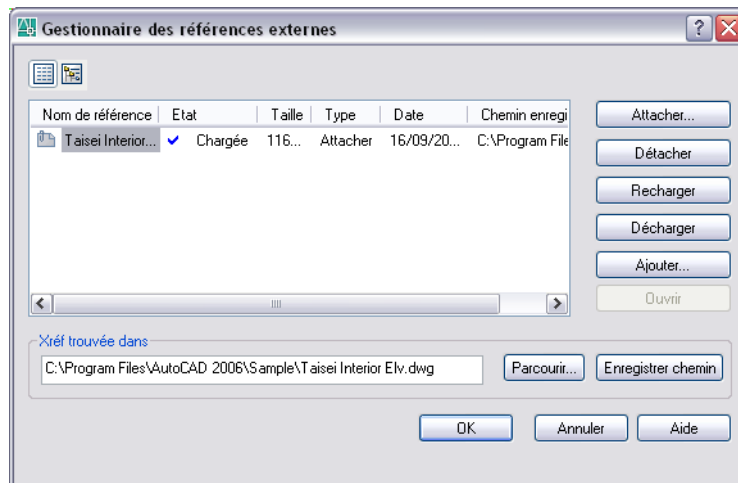 Gestionnaire des références externes
Nom de référence Etat Taille Type Date Chemin enregi
Taisei Interior... Chargée 116... Attacher 16/09/20... C:\Program File
Attacher...
Détacher
Recharger
Décharger
Ajouter...
Ouvrir
Xréf trouvée dans
C:\Program Files\AutoCAD 2006\Sample\Taisei Interior Elv.dwg Parcourir... Enregistrer chemin
OK Annuler Aide